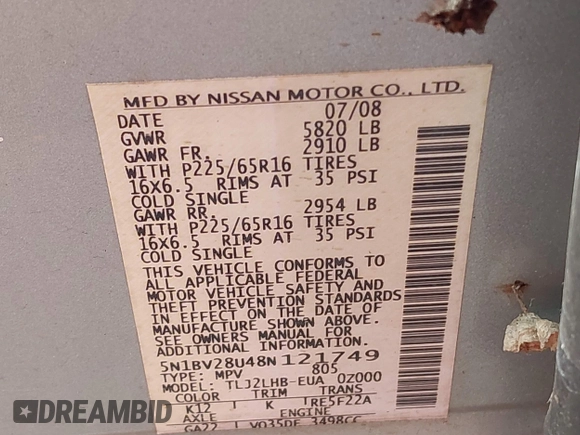 MFD BY NISSAN MOTOR CO., LTD.
DATE 07/08
GVWR 5820 LB
GAWR FR. 2910 LB
WITH P225/65R16 TIRES
16X6.5 RIMS AT 35 PSI
COLD SINGLE
GAWR RR. 2954 LB
WITH P225/65R16 TIRES
16X6.5 RIMS AT 35 PSI
COLD SINGLE
THIS VEHICLE CONFORMS TO
ALL APPLICABLE FEDERAL
MOTOR VEHICLE SAFETY AND
THEFT PREVENTION STANDARDS
IN EFFECT ON THE DATE OF
MANUFACTURE SHOWN ABOVE.
SEE OWNERS MANUAL FOR
ADDITIONAL INFORMATION.
5N1BV28U48N121749
TYPE: MPV 805
MODEL: TLJ2LHB-EUA 0Z000
COLOR TRIM TRANS
K12 K RE5F22A
AXLE ENGINE
GA22 VQ35DE 3498CC
DREAMBID